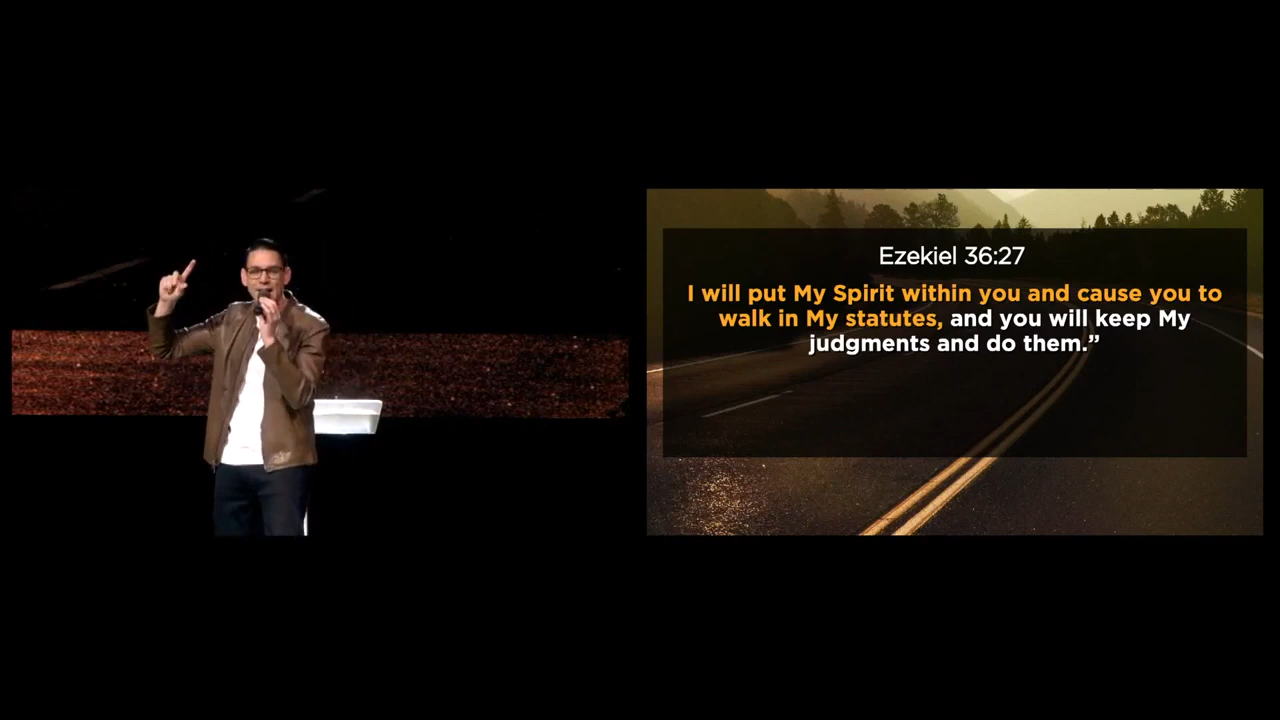 Ezekiel 36:27
I will put My Spirit within you and cause you to
walk in My statutes, and you will keep My
judgments and do them.”